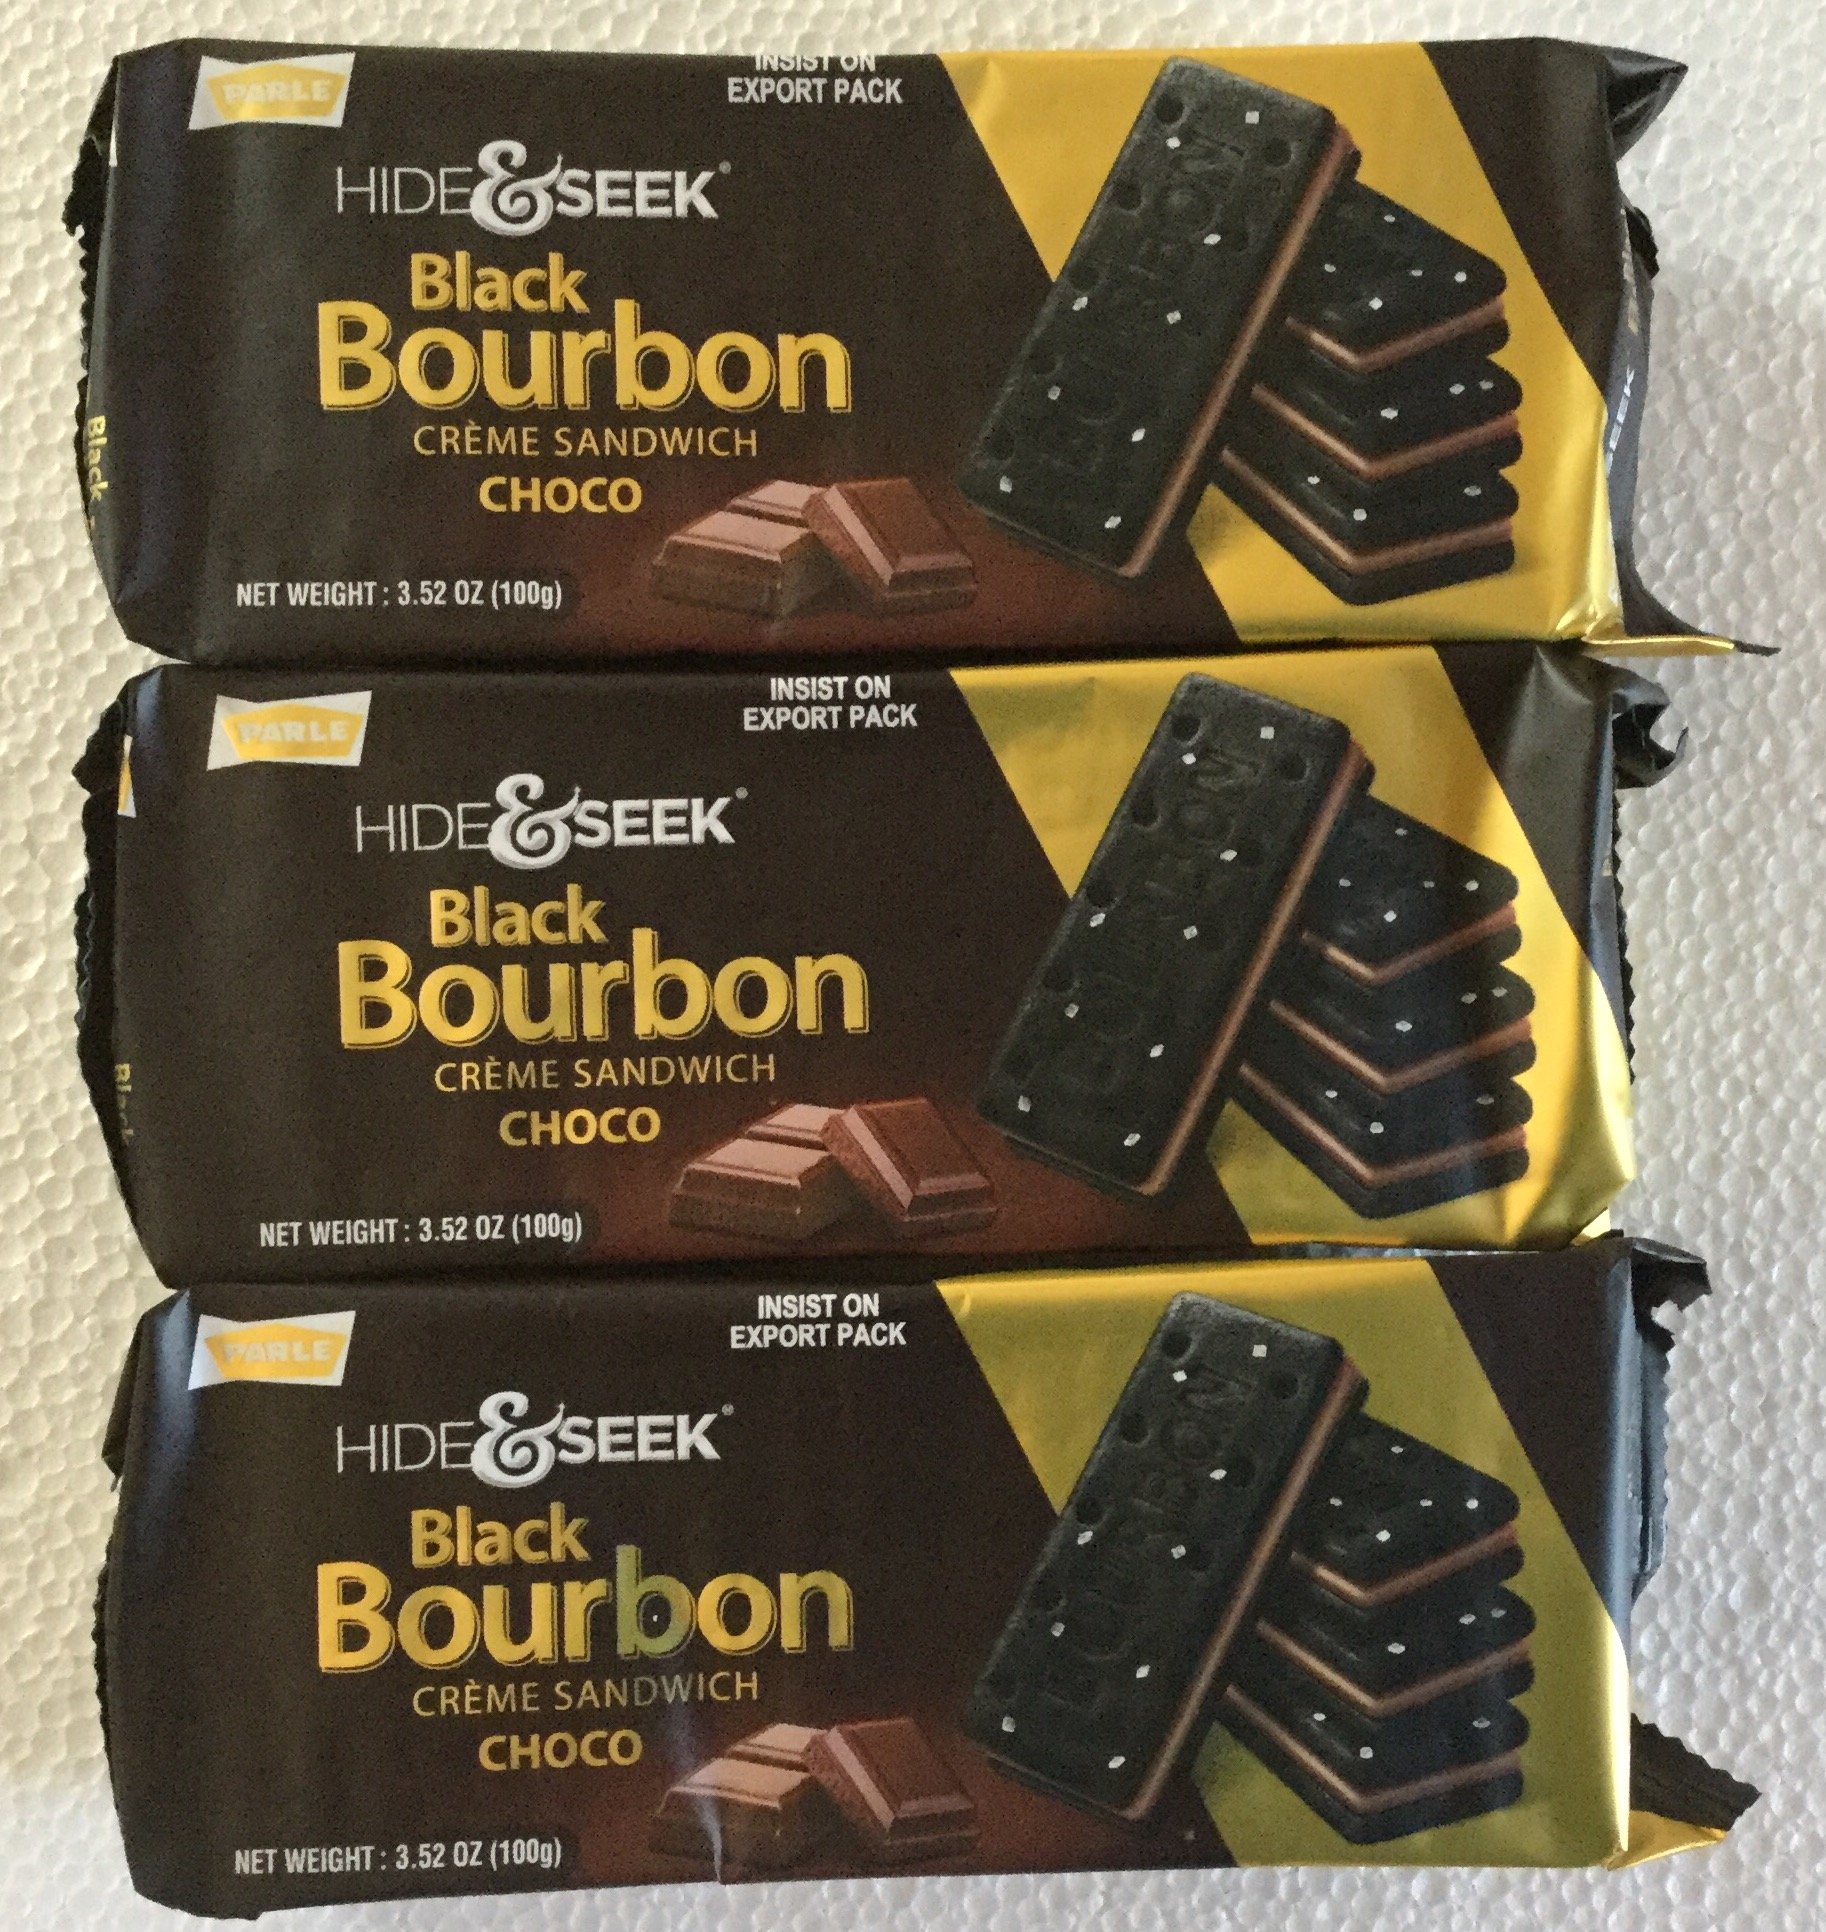 PARLE
INSIST ON
EXPORT PACK
HIDE&SEEK
Black
Bourbon
CRÈME SANDWICH
CHOCO
NET WEIGHT : 3.52 OZ (100g)
Black
PARLE
INSIST ON
EXPORT PACK
HIDE&SEEK
Black
Bourbon
CRÈME SANDWICH
CHOCO
NET WEIGHT : 3.52 OZ (100g)
PARLE
INSIST ON
EXPORT PACK
HIDE&SEEK
Black
Bourbon
CRÈME SANDWICH
CHOCO
NET WEIGHT : 3.52 OZ (100g)